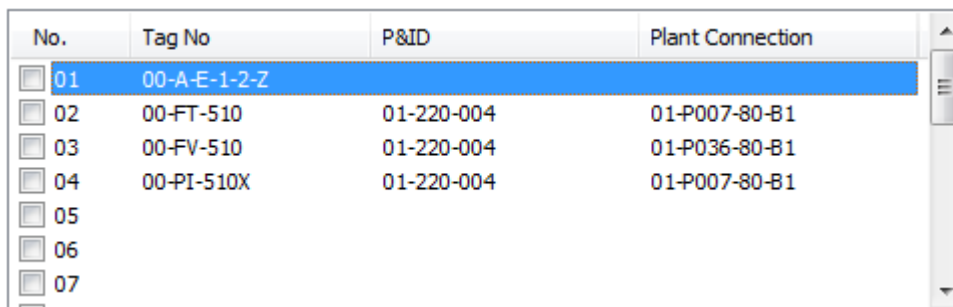 No. Tag No P&ID Plant Connection
01 00-A-E-1-2-Z
02 00-FT-510 01-220-004 01-P007-80-B1
03 00-FV-510 01-220-004 01-P036-80-B1
04 00-PI-510X 01-220-004 01-P007-80-B1
05
06
07